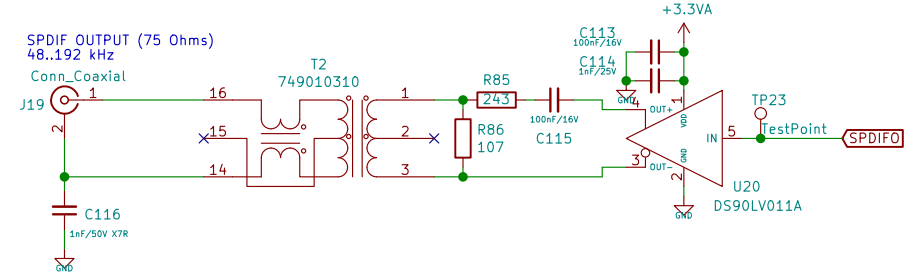 +3.3VA
SPDIF OUTPUT (75 Ohms)
48..192 kHz
C113
100nF/16V
C114
1nF/25V
GND
Conn_Coaxial
J19
1
2
T2
749010310
16
15
14
1
2
3
R85
243
R86
107
100nF/16V
C115
4
OUT+
3
OUT-
1
VDD
GND
2
IN
5
TP23
TestPoint
SPDIFO
U20
DS90LV011A
GND
C116
1nF/50V X7R
GND